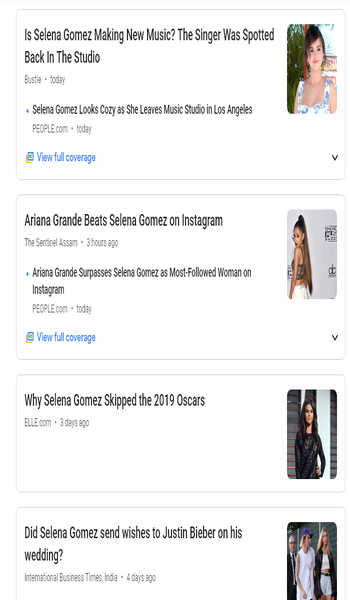 Is Selena Gomez Making New Music? The Singer Was Spotted
Back In The Studio
Bustle • today
Selena Gomez Looks Cozy as She Leaves Music Studio in Los Angeles
PEOPLE.com • today
View full coverage
Ariana Grande Beats Selena Gomez on Instagram
The Sentinel Assam • 3 hours ago
Ariana Grande Surpasses Selena Gomez as Most-Followed Woman on
Instagram
PEOPLE.com • today
View full coverage
Why Selena Gomez Skipped the 2019 Oscars
ELLE.com • 3 days ago
Did Selena Gomez send wishes to Justin Bieber on his
wedding?
International Business Times, India • 4 days ago